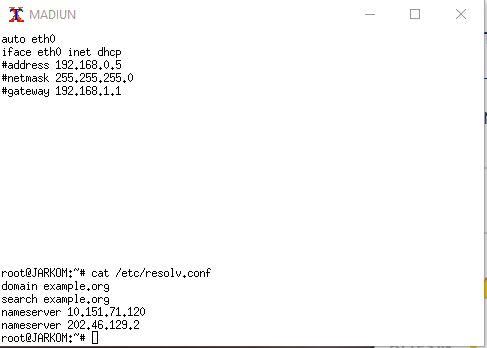 MADIUN
auto eth0
iface eth0 inet dhcp
#address 192.168.0.5
#netmask 255.255.255.0
#gateway 192.168.1.1
root@JARKOM:~# cat /etc/resolv.conf
domain example.org
search example.org
nameserver 10.151.71.120
nameserver 202.46.129.2
root@JARKOM:~#